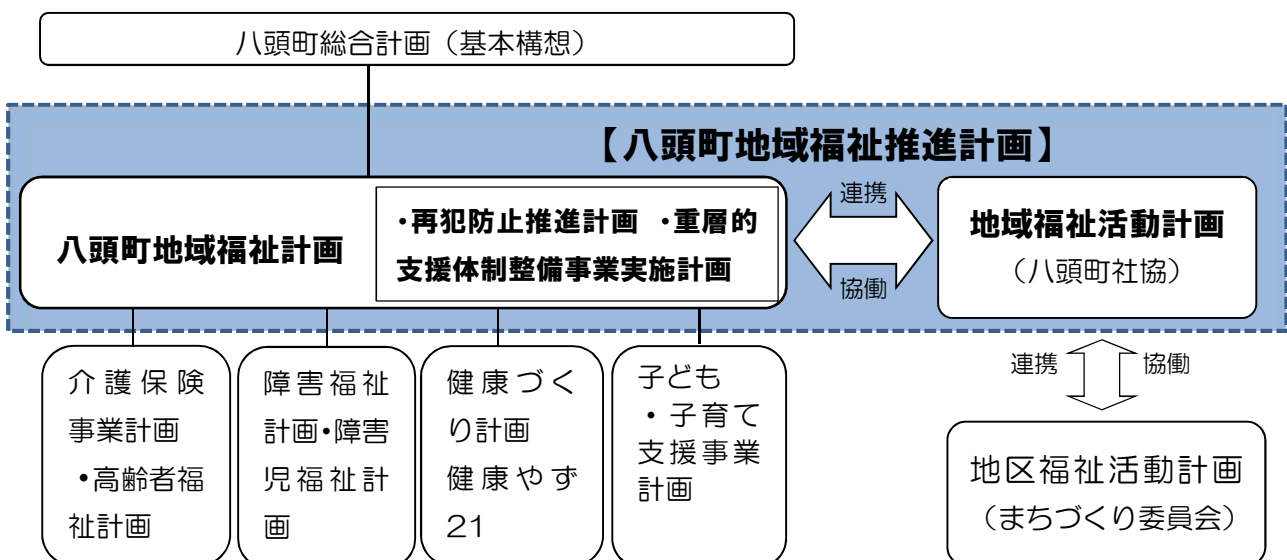 八頭町総合計画（基本構想）
【八頭町地域福祉推進計画】
八頭町地域福祉計画
・再犯防止推進計画 ・重層的
支援体制整備事業実施計画
連携
協働
地域福祉活動計画
（八頭町社協）
介護保険
事業計画
・高齢者福
祉計画
障害福祉
計画・障害
児福祉計
画
健康づく
り計画
健康やず
21
子ども
・子育て
支援事業
計画
連携
協働
地区福祉活動計画
（まちづくり委員会）